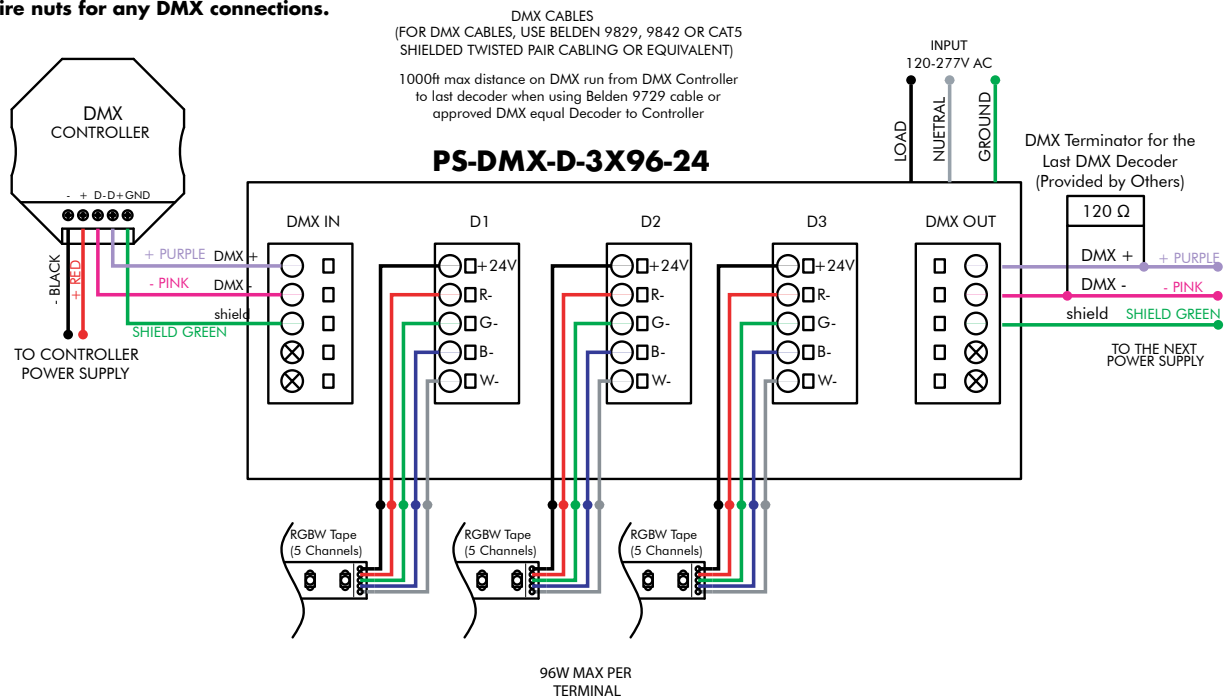 ire nuts for any DMX connections.
DMX CABLES
(FOR DMX CABLES, USE BELDEN 9829, 9842 OR CAT5
SHIELDED TWISTED PAIR CABLING OR EQUIVALENT)
1000ft max distance on DMX run from DMX Controller
to last decoder when using Belden 9729 cable or
approved DMX equal Decoder to Controller
INPUT
120-277V AC
LOAD
NUETRAL
GROUND
DMX Terminator for the
Last DMX Decoder
(Provided by Others)
120 Ω
DMX
CONTROLLER
- + D-D+GND
PS-DMX-D-3X96-24
DMX IN
D1
D2
D3
DMX OUT
+ PURPLE DMX +
- PINK DMX -
shield
SHIELD GREEN
- BLACK
+ RED
TO CONTROLLER
POWER SUPPLY
+24V
R-
G-
B-
W-
+24V
R-
G-
B-
W-
+24V
R-
G-
B-
W-
DMX + + PURPLE
DMX - - PINK
shield SHIELD GREEN
TO THE NEXT
POWER SUPPLY
RGBW Tape
(5 Channels)
RGBW Tape
(5 Channels)
RGBW Tape
(5 Channels)
96W MAX PER
TERMINAL